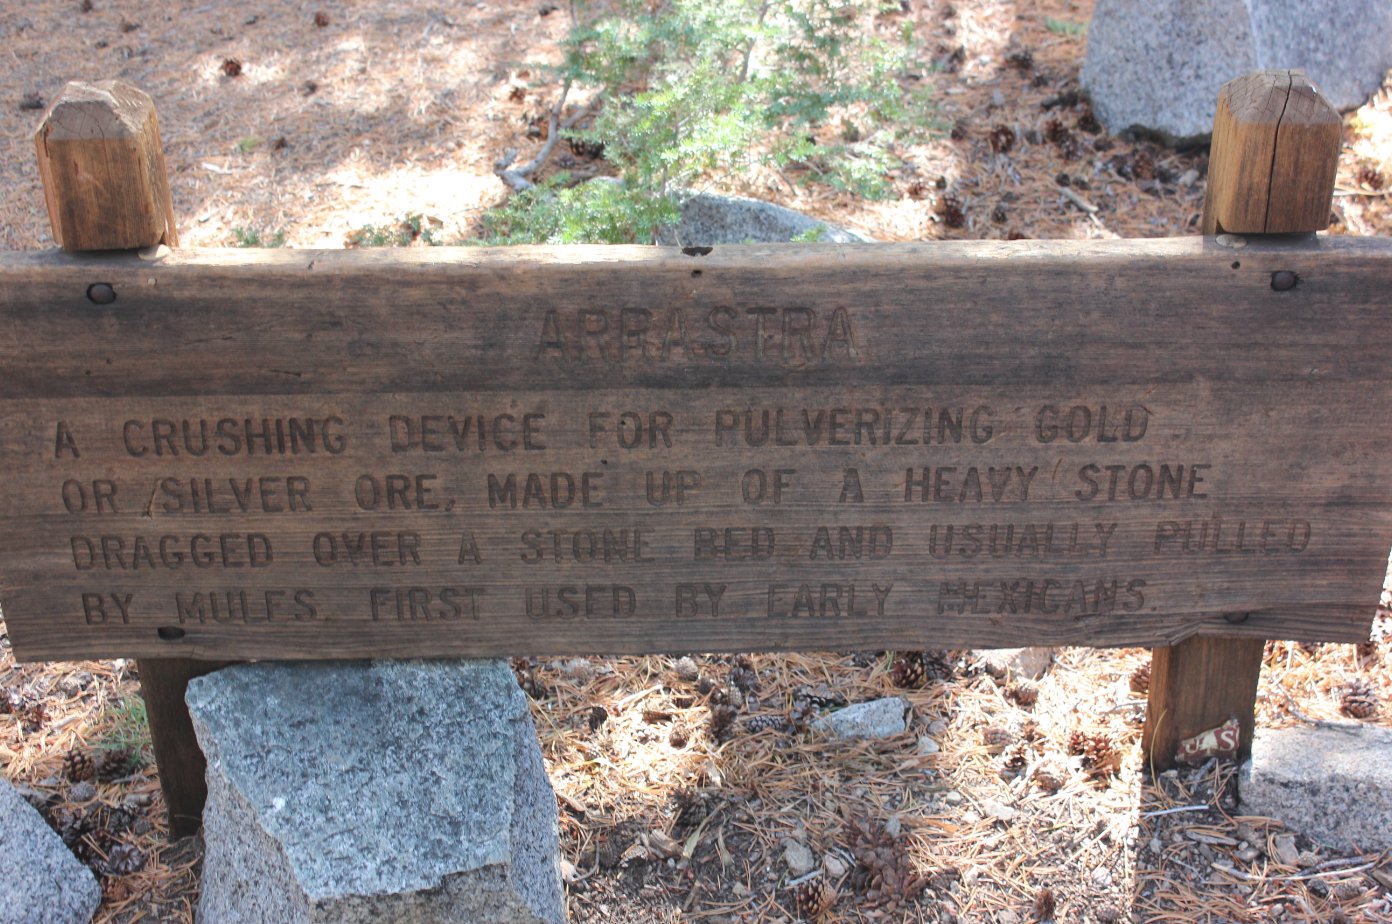 ARRASTRA
A CRUSHING DEVICE FOR PULVERIZING GOLD
OR SILVER ORE, MADE UP OF A HEAVY STONE
DRAGGED OVER A STONE BED AND USUALLY PULLED
BY MULES. FIRST USED BY EARLY MEXICANS.